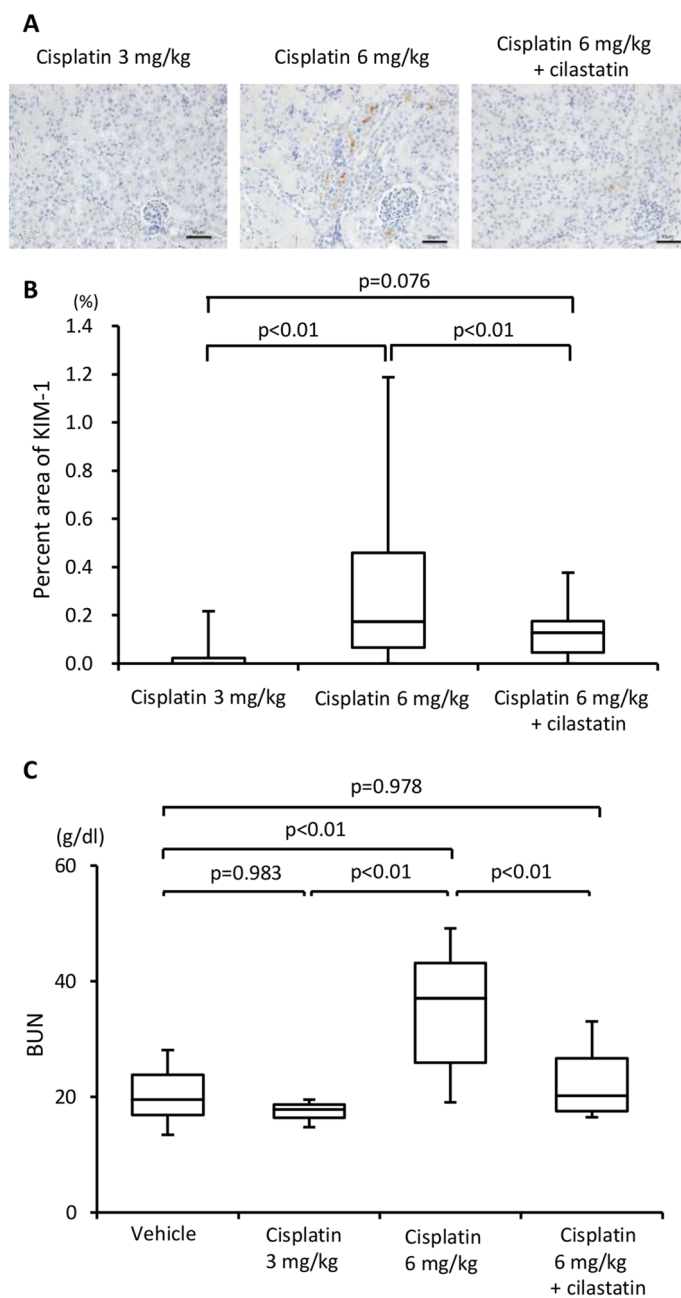 A
Cisplatin 3 mg/kg
Cisplatin 6 mg/kg
Cisplatin 6 mg/kg
+ cilastatin
B
(%)
p=0.076
p<0.01
p<0.01
1.4
1.2
1.0
0.8
0.6
0.4
0.2
0.0
Percent area of KIM-1
Cisplatin 3 mg/kg
Cisplatin 6 mg/kg
Cisplatin 6 mg/kg
+ cilastatin
C
p=0.978
(g/dl)
p<0.01
p=0.983
p<0.01
p<0.01
60
40
20
0
BUN
Vehicle
Cisplatin
3 mg/kg
Cisplatin
6 mg/kg
Cisplatin
6 mg/kg
+ cilastatin